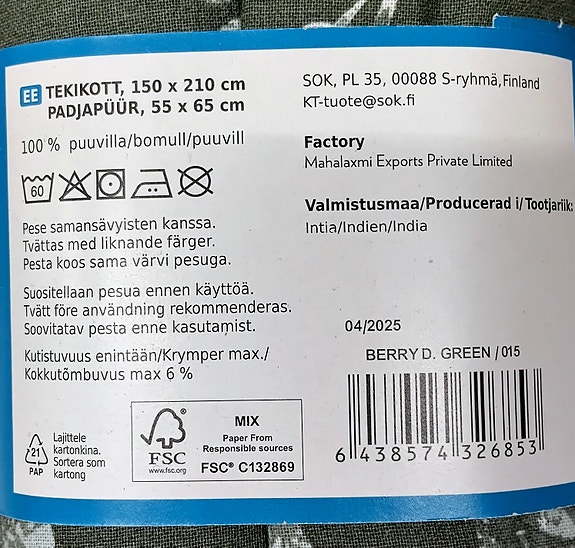 EE TEKIKOTT, 150 x 210 cm
PADJAPÜÜR, 55 x 65 cm
100 % puuvilla/bomull/puuvill
60
Pese samansävyisten kanssa.
Tvättas med liknande färger.
Pesta koos sama värvi pesuga.
Suositellaan pesua ennen käyttöä.
Tvätt före användning rekommenderas.
Soovitatav pesta enne kasutamist.
Kutistuvuus enintään/Krymper max./
Kokkutõmbuvus max 6 %
21
PAP
Lajittele
kartonkina.
Sortera som
kartong
FSC
www.fsc.org
MIX
Paper From
Responsible sources
FSC® C132869
SOK, PL 35, 00088 S-ryhmä, Finland
KT-tuote@sok.fi
Factory
Mahalaxmi Exports Private Limited
Valmistusmaa/Producerad i/Tootjariik:
Intia/Indien/India
04/2025
BERRY D. GREEN / 015
6 438574 326853